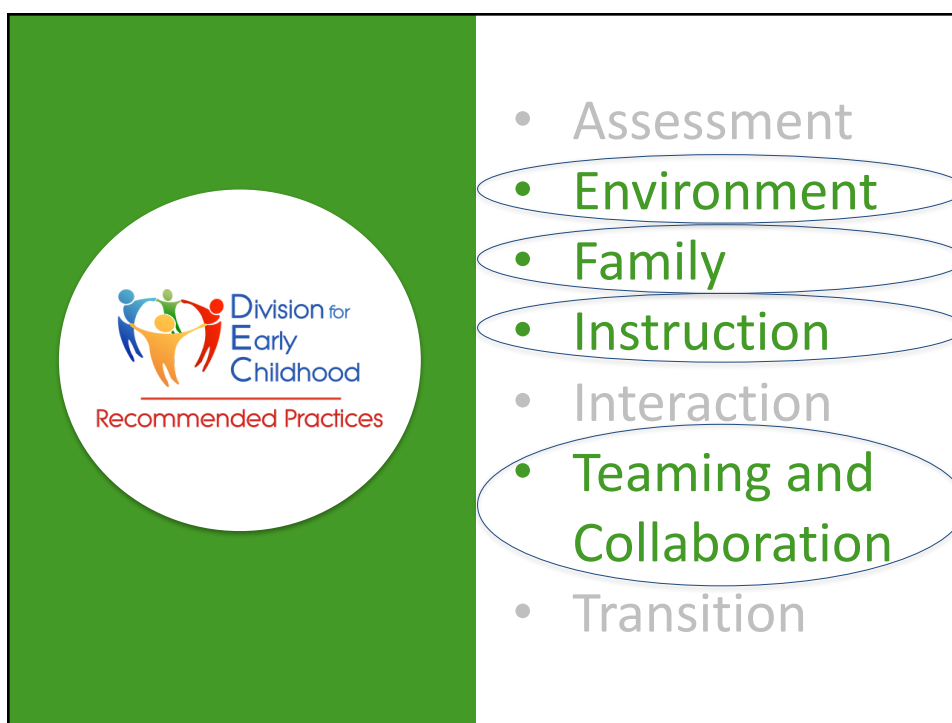 Division for
Early
Childhood
Recommended Practices
• Assessment
• Environment
• Family
• Instruction
• Interaction
• Teaming and
Collaboration
• Transition